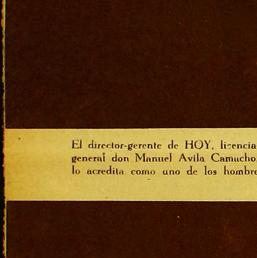 El director-gerente de HOY, licencia
general don Manuel Avila Camacho
lo acredita como uno de los hombre